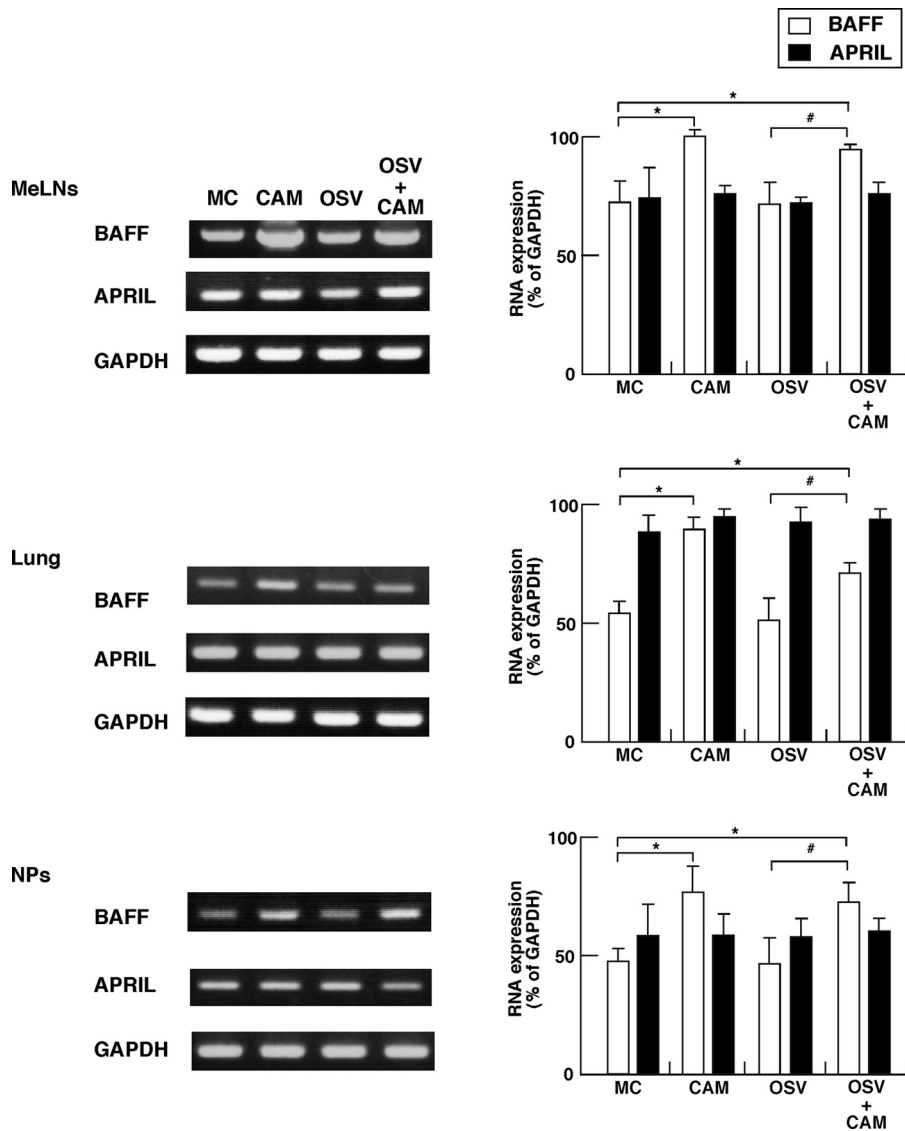 BAFF
APRIL
MeLNs
MC CAM OSV OSV
+
CAM
BAFF
APRIL
GAPDH
RNA expression
(% of GAPDH)
100
50
0
*
*
#
MC CAM OSV OSV
+
CAM
Lung
BAFF
APRIL
GAPDH
RNA expression
(% of GAPDH)
100
50
0
*
*
#
MC CAM OSV OSV
+
CAM
NPs
BAFF
APRIL
GAPDH
RNA expression
(% of GAPDH)
100
50
0
*
*
#
MC CAM OSV OSV
+
CAM